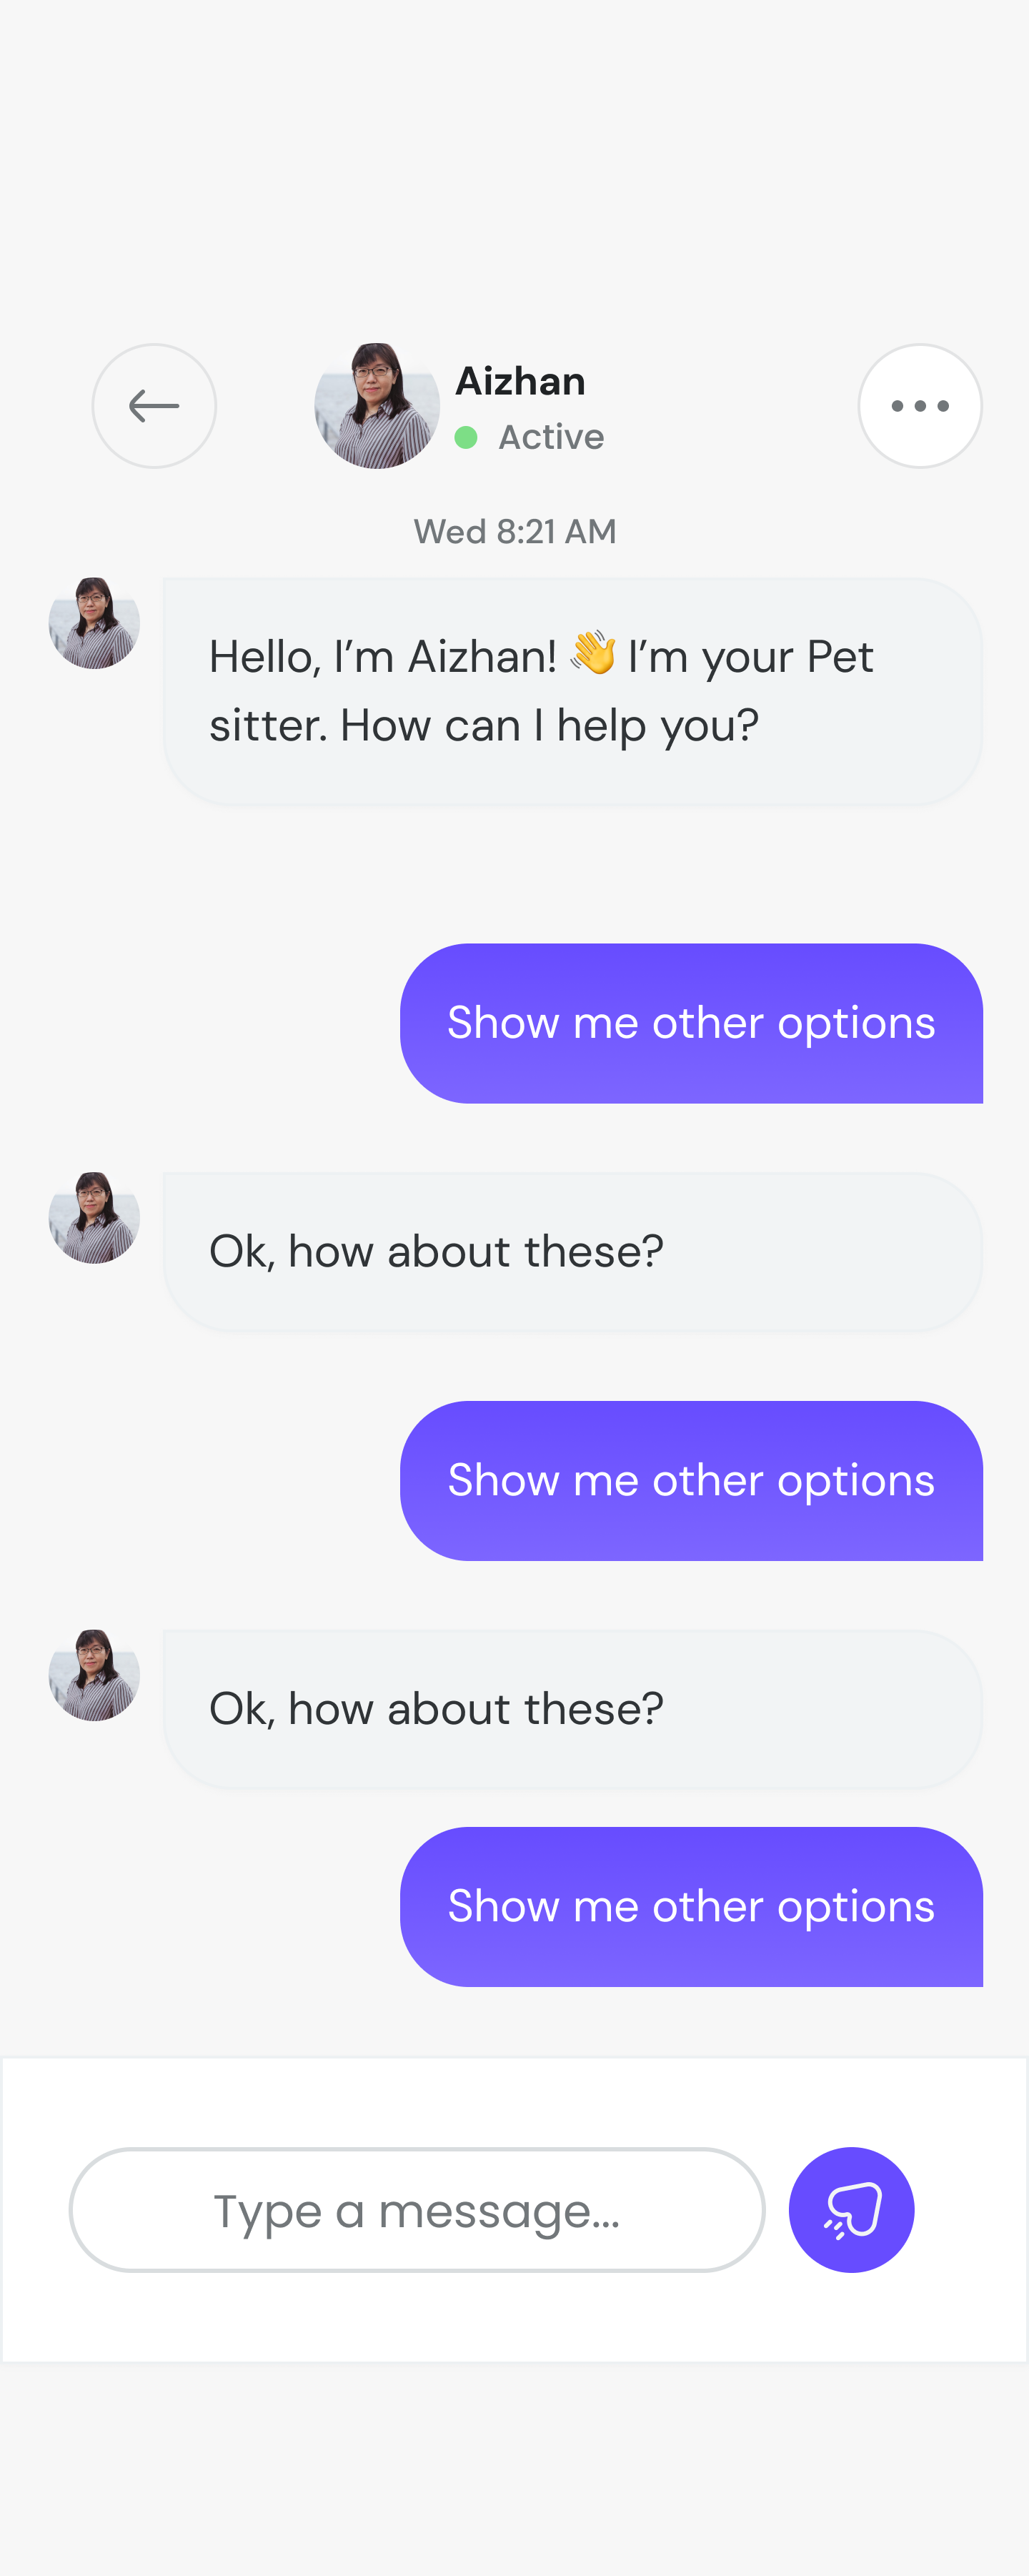 Aizhan
Active
Wed 8:21 AM
Hello, I’m Aizhan! 👋 I’m your Pet
sitter. How can I help you?
Show me other options
Ok, how about these?
Show me other options
Ok, how about these?
Show me other options
Type a message...